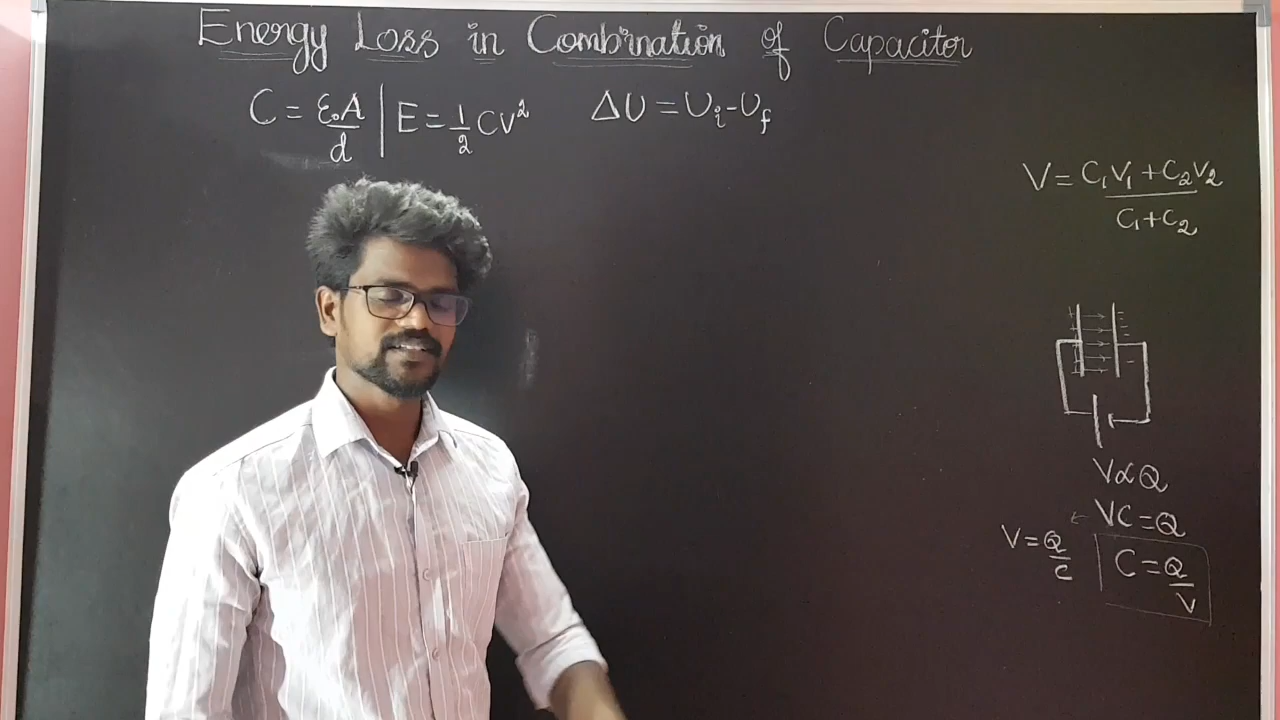 Energy Loss in Combination of Capacitor
C = ε₀A/d | E = 1/2 CV² ΔU = Uᵢ - U_f
V = C₁V₁ + C₂V₂ / C₁ + C₂
V ∝ Q
VC = Q
V = Q/C
C = Q/V